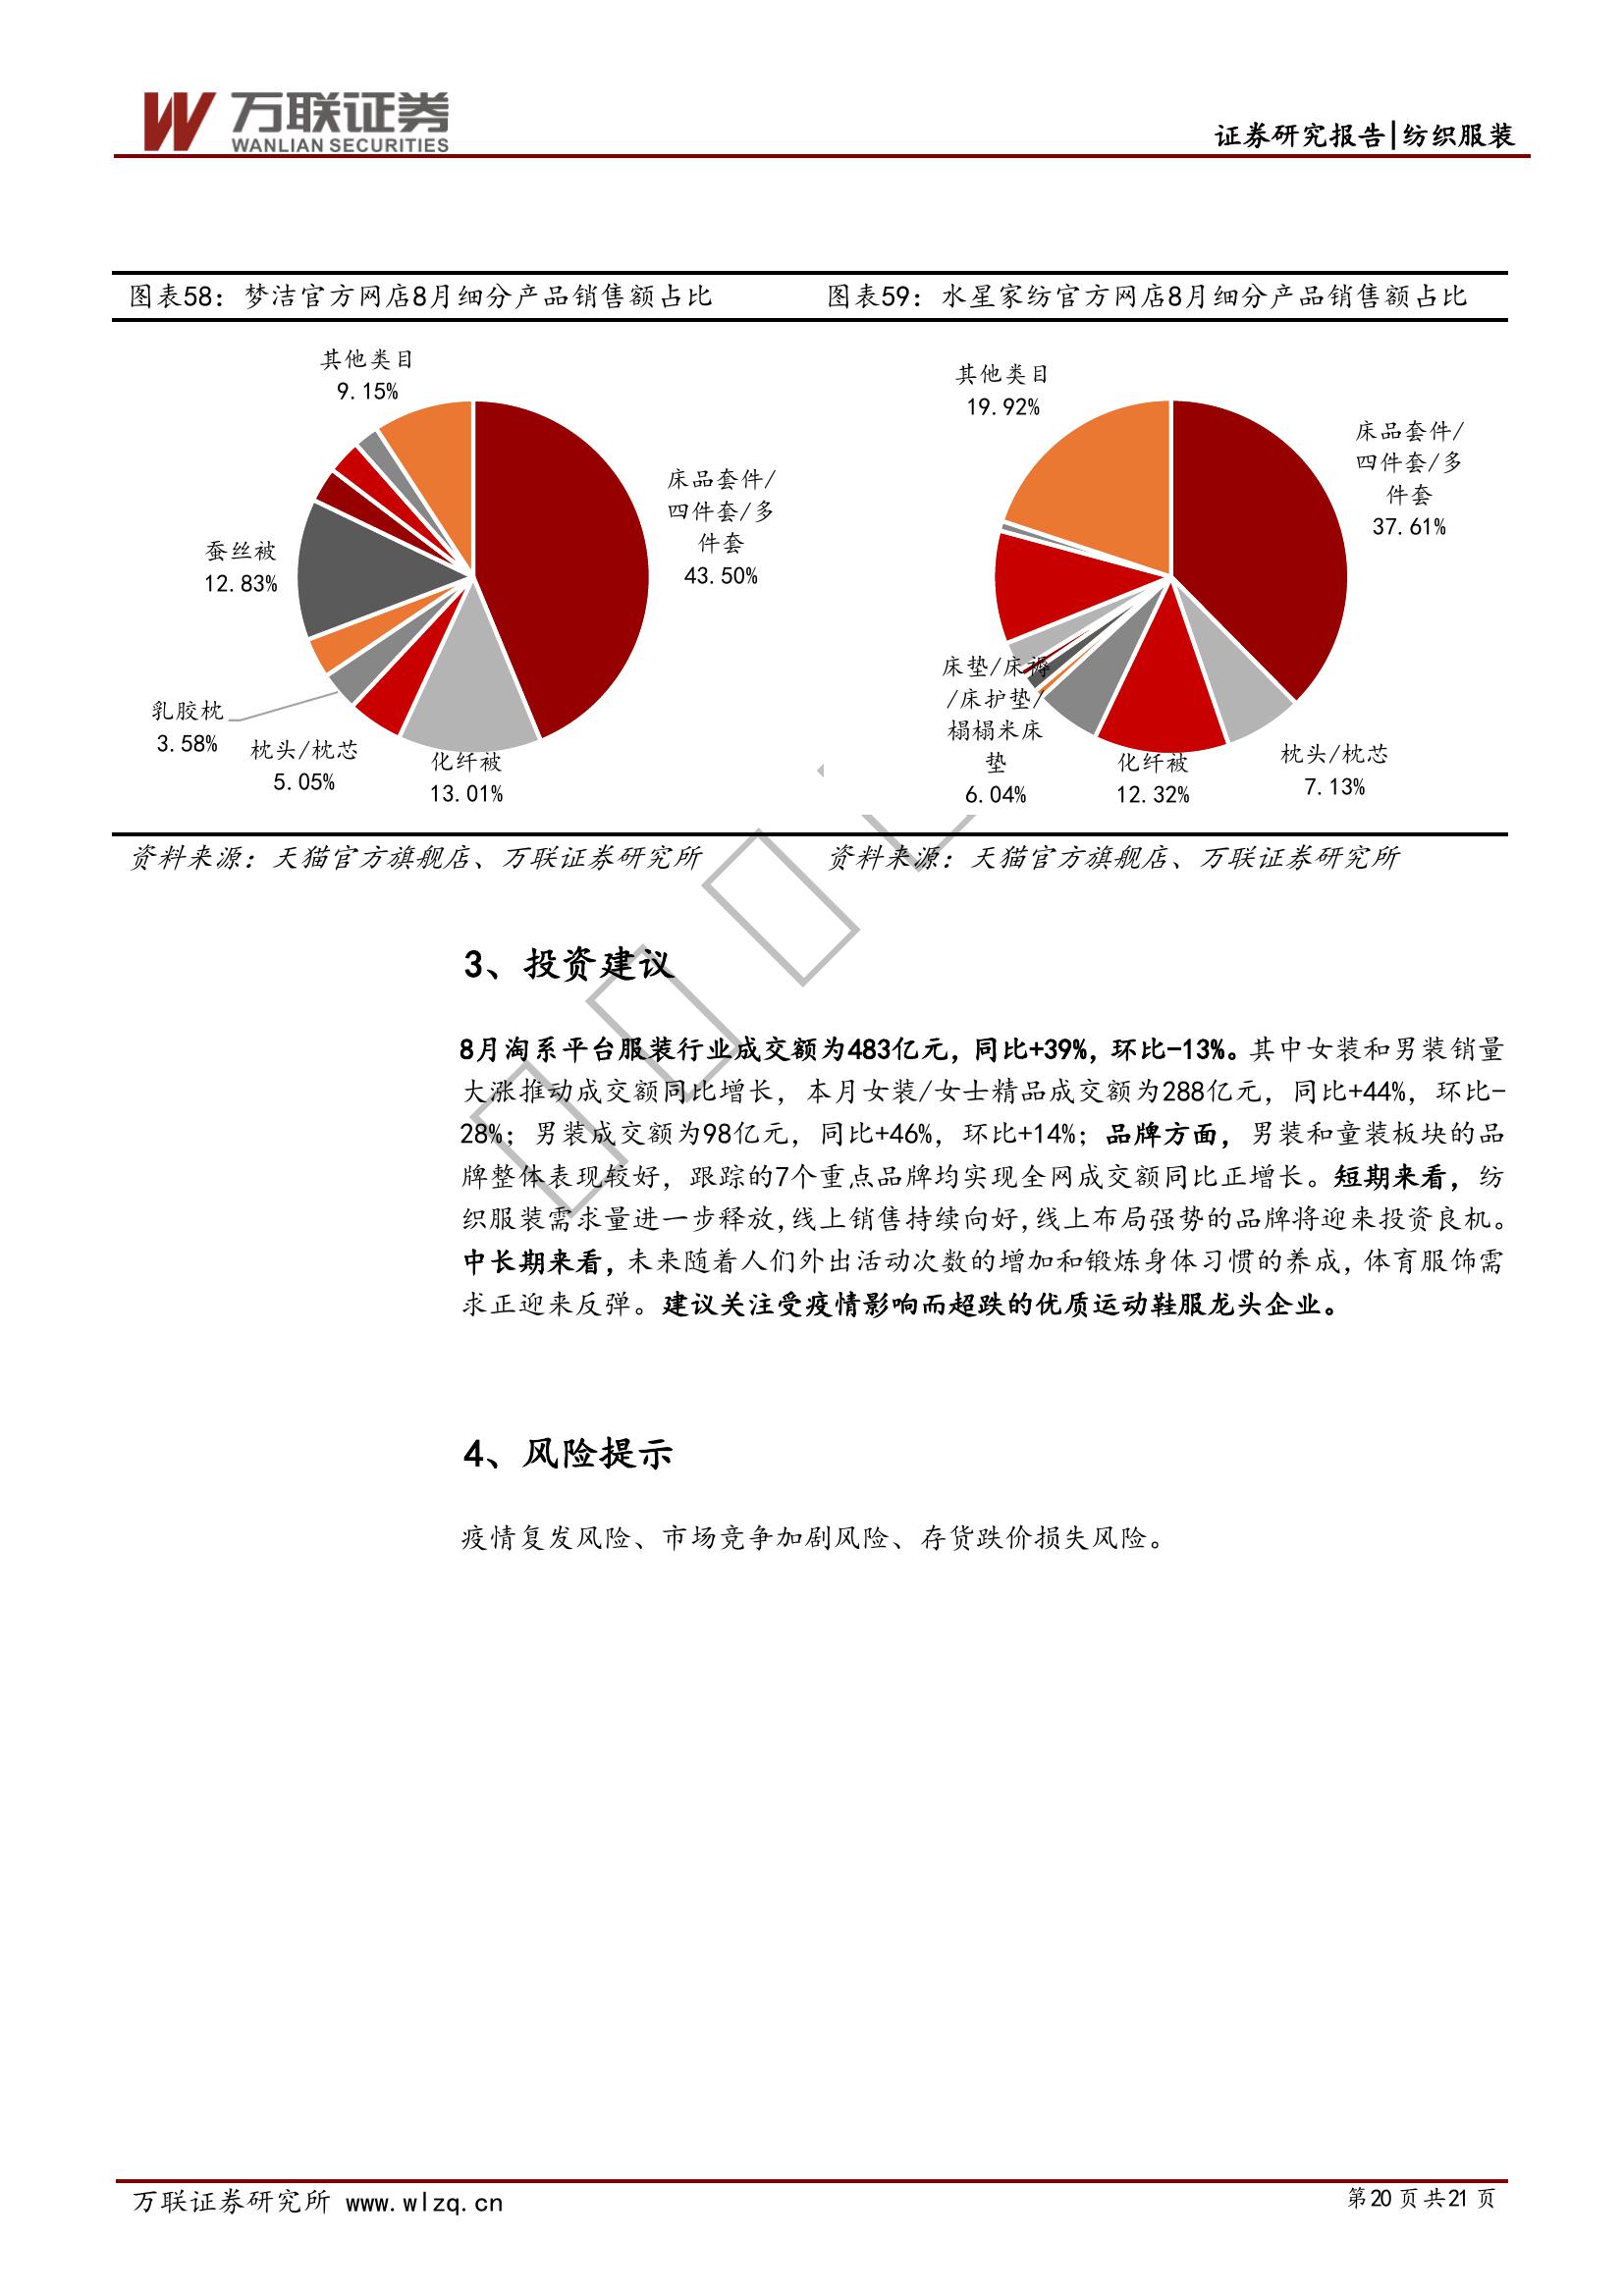 万联证券
WANLIAN SECURITIES
证券研究报告|纺织服装
图表58：梦洁官方网店8月细分产品销售额占比
图表59：水星家纺官方网店8月细分产品销售额占比
其他类目
9.15%
床品套件/
四件套/多
件套
43.50%
蚕丝被
12.83%
乳胶枕
3.58%
枕头/枕芯
5.05%
化纤被
13.01%
其他类目
19.92%
床品套件/
四件套/多
件套
37.61%
床垫/床褥
/床护垫/
榻榻米床
垫
6.04%
化纤被
12.32%
枕头/枕芯
7.13%
资料来源：天猫官方旗舰店、万联证券研究所
资料来源：天猫官方旗舰店、万联证券研究所
3、投资建议
8月淘系平台服装行业成交额为483亿元，同比+39%，环比-13%。其中女装和男装销量
大涨推动成交额同比增长，本月女装/女士精品成交额为288亿元，同比+44%，环比-
28%；男装成交额为98亿元，同比+46%，环比+14%；品牌方面，男装和童装板块的品
牌整体表现较好，跟踪的7个重点品牌均实现全网成交额同比正增长。短期来看，纺
织服装需求量进一步释放，线上销售持续向好，线上布局强势的品牌将迎来投资良机。
中长期来看，未来随着人们外出活动次数的增加和锻炼身体习惯的养成，体育服饰需
求正迎来反弹。建议关注受疫情影响而超跌的优质运动鞋服龙头企业。
4、风险提示
疫情复发风险、市场竞争加剧风险、存货跌价损失风险。
万联证券研究所 www.wlzq.cn
第20页共21页